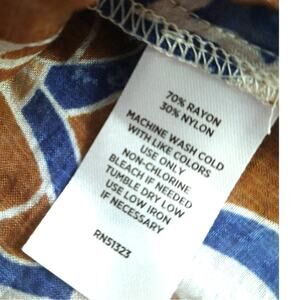 70% RAYON
30% NYLON
MACHINE WASH COLD
WITH LIKE COLORS
USE ONLY
NON-CHLORINE
BLEACH IF NEEDED
TUMBLE DRY LOW
USE LOW IRON
IF NECESSARY
RN51323